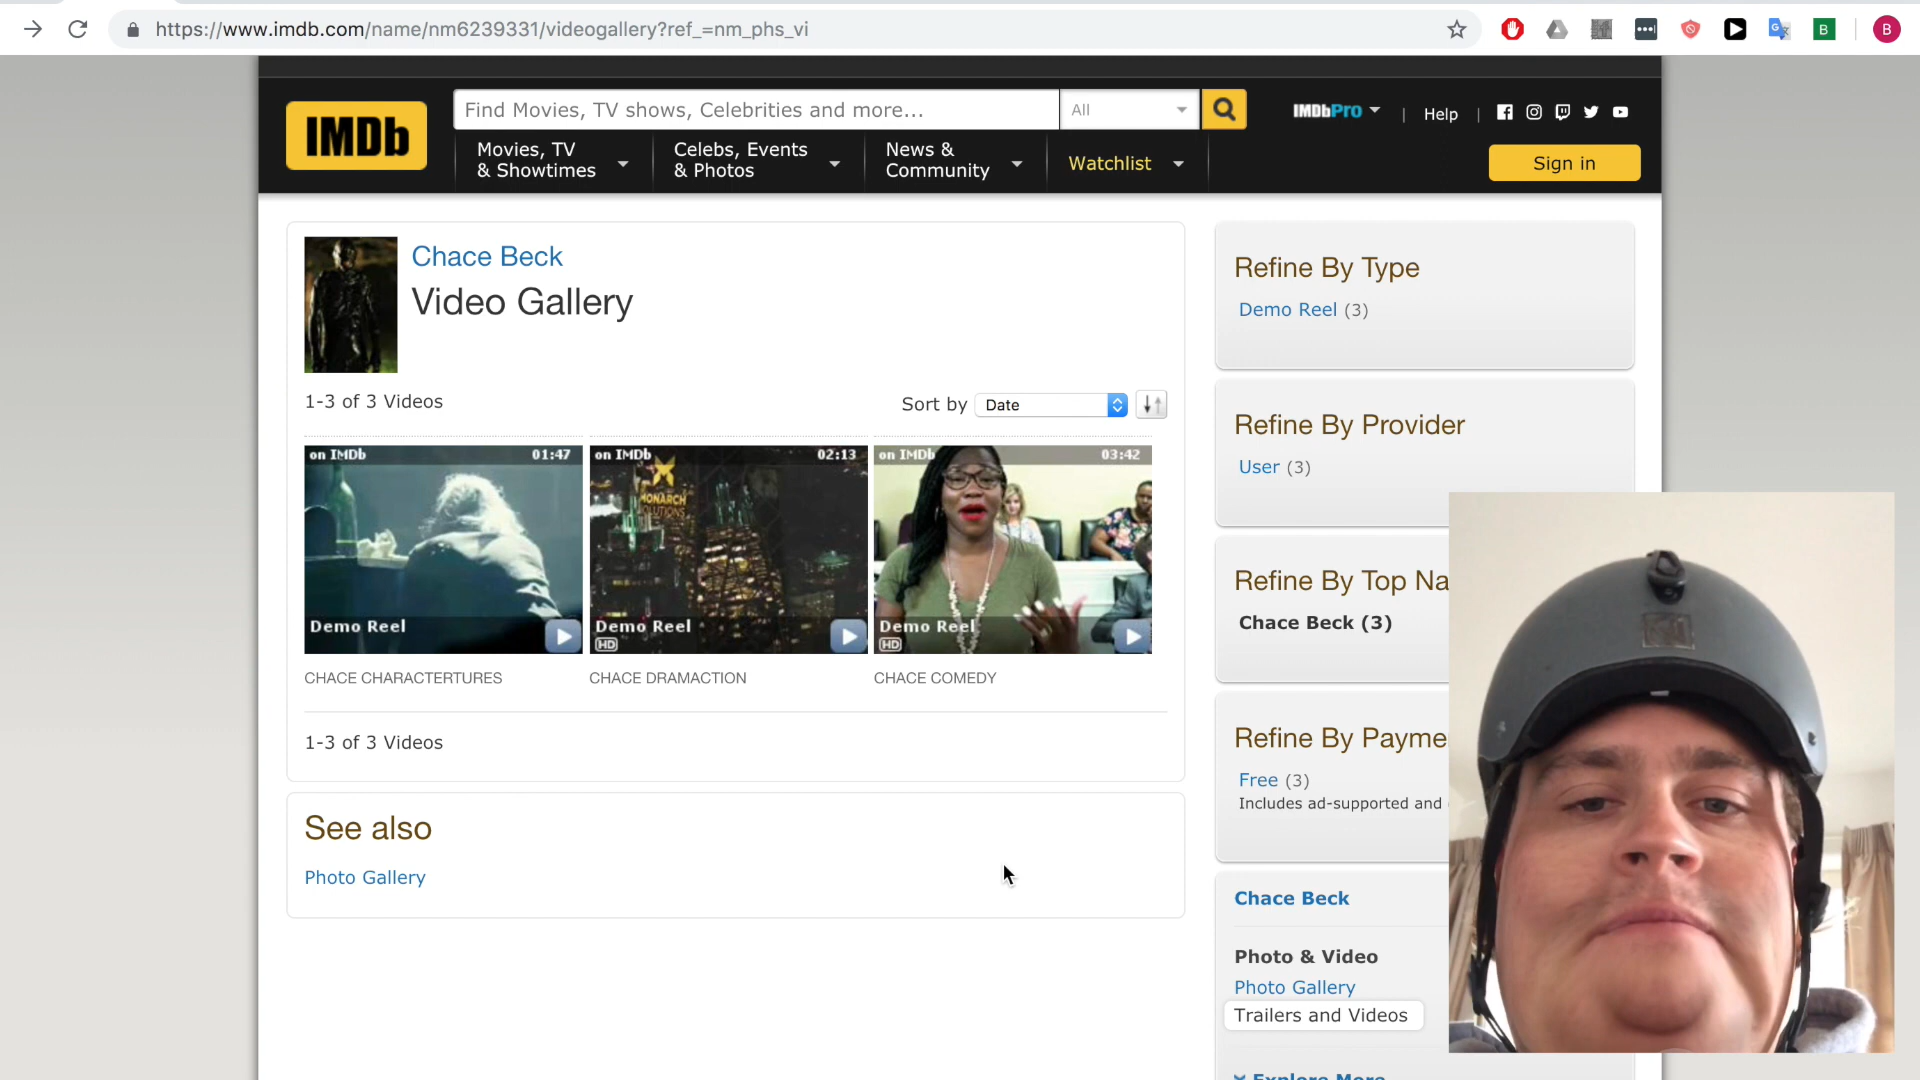 https://www.imdb.com/name/nm6239331/videogallery?ref_=nm_phs_vi
B
B
IMDb
Find Movies, TV shows, Celebrities and more...
All
IMDbPro
|
Help
|
Movies, TV
& Showtimes
Celebs, Events
& Photos
News &
Community
Watchlist
Sign in
Chace Beck
Video Gallery
1-3 of 3 Videos
Sort by
Date
on IMDb
01:47
Demo Reel
CHACE CHARACTERTURES
on IMDb
02:13
MONARCH
SOLUTIONS
Demo Reel
HD
CHACE DRAMACTION
on IMDb
03:42
Demo Reel
HD
CHACE COMEDY
1-3 of 3 Videos
See also
Photo Gallery
Refine By Type
Demo Reel (3)
Refine By Provider
User (3)
Refine By Top Na
Chace Beck (3)
Refine By Payme
Free (3)
Includes ad-supported and
Chace Beck
Photo & Video
Photo Gallery
Trailers and Videos
Explore More